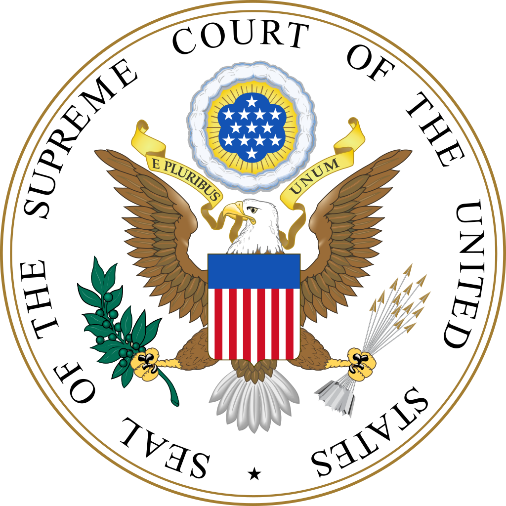 SEAL OF THE SUPREME COURT OF THE UNITED STATES
E PLURIBUS UNUM